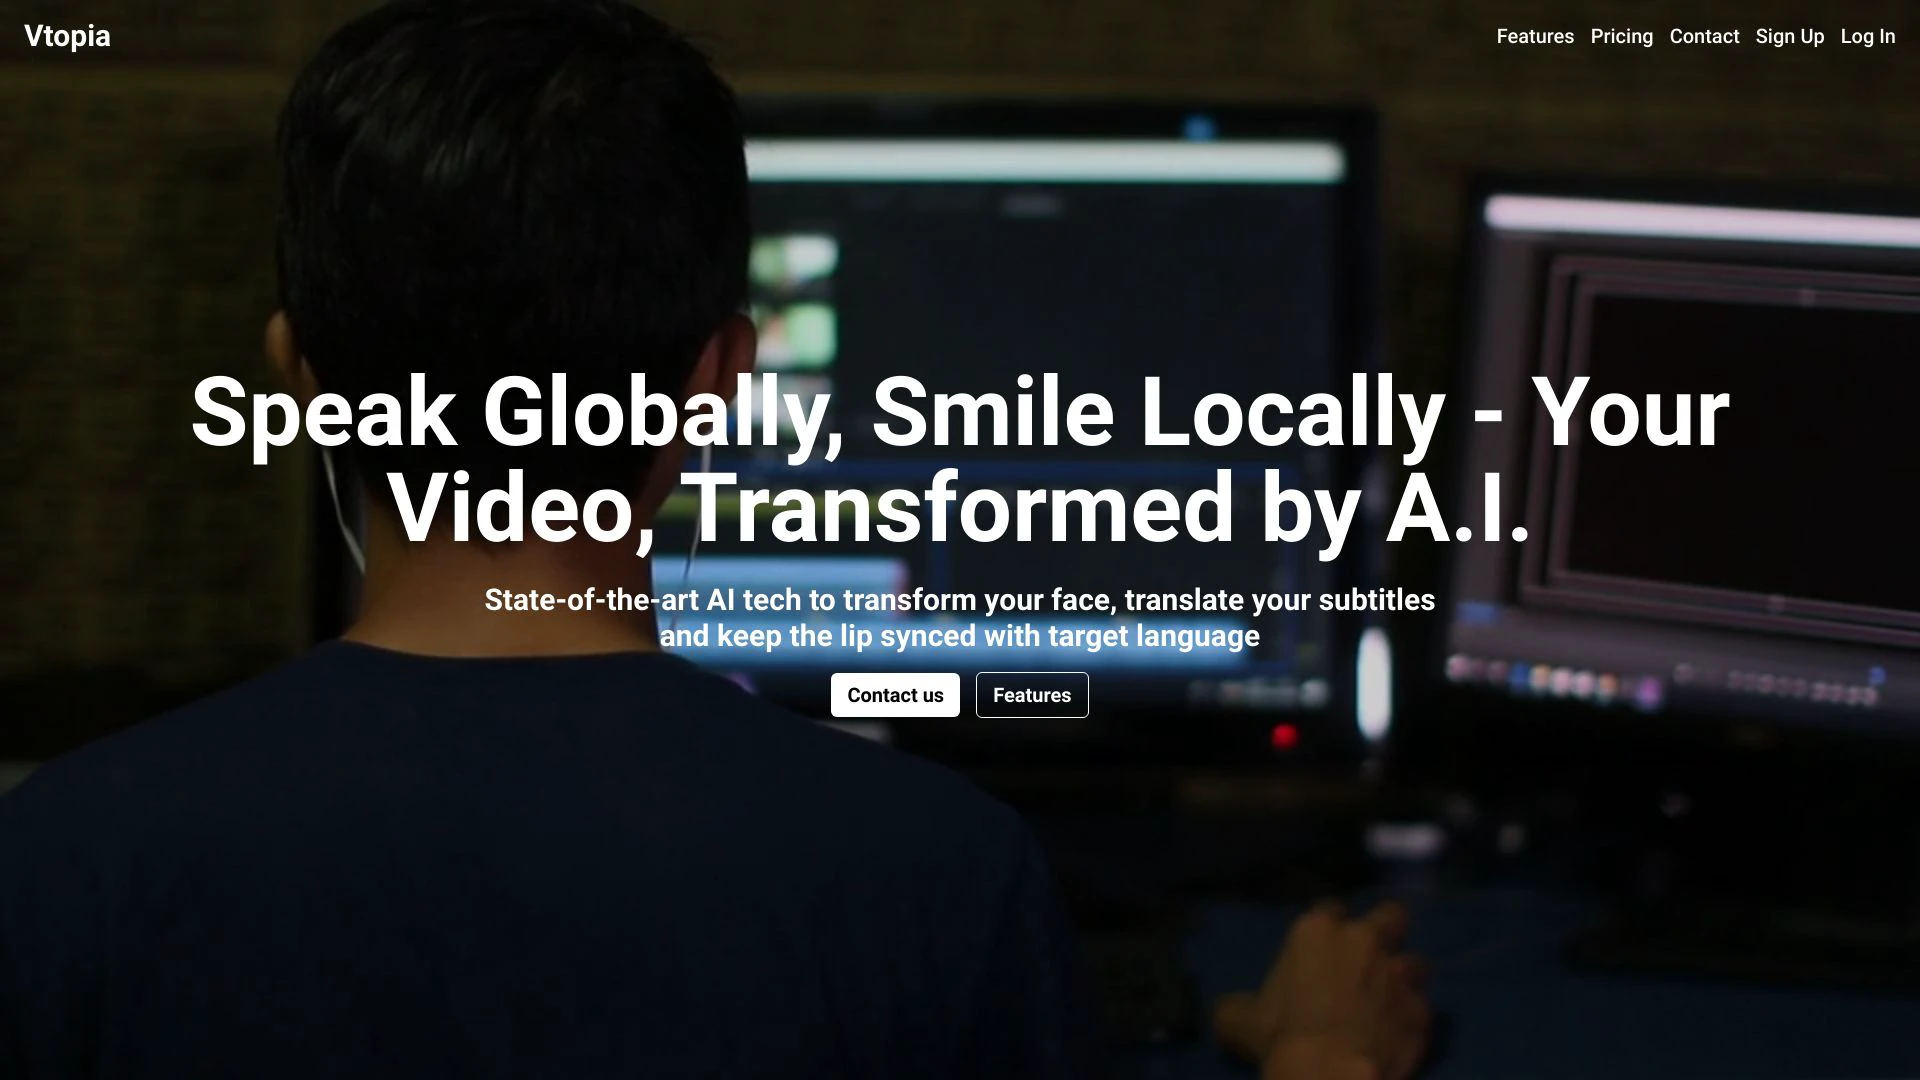 Vtopia
Features Pricing Contact Sign Up Log In
Speak Globally, Smile Locally - Your
Video, Transformed by A.I.
State-of-the-art AI tech to transform your face, translate your subtitles
and keep the lip synced with target language
Contact us Features